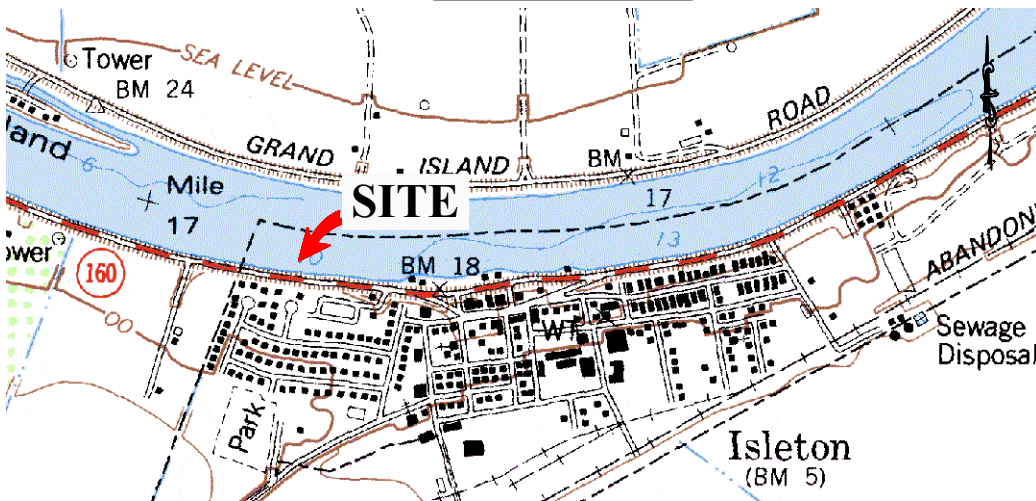 Tower
BM 24
SEA LEVEL
GRAND
ISLAND
ROAD
BM
land
6
Mile
17
SITE
17
12
13
ower
160
BM 18
00
WT
ABANDON
Sewage
Disposal
Park
Isleton
(BM 5)